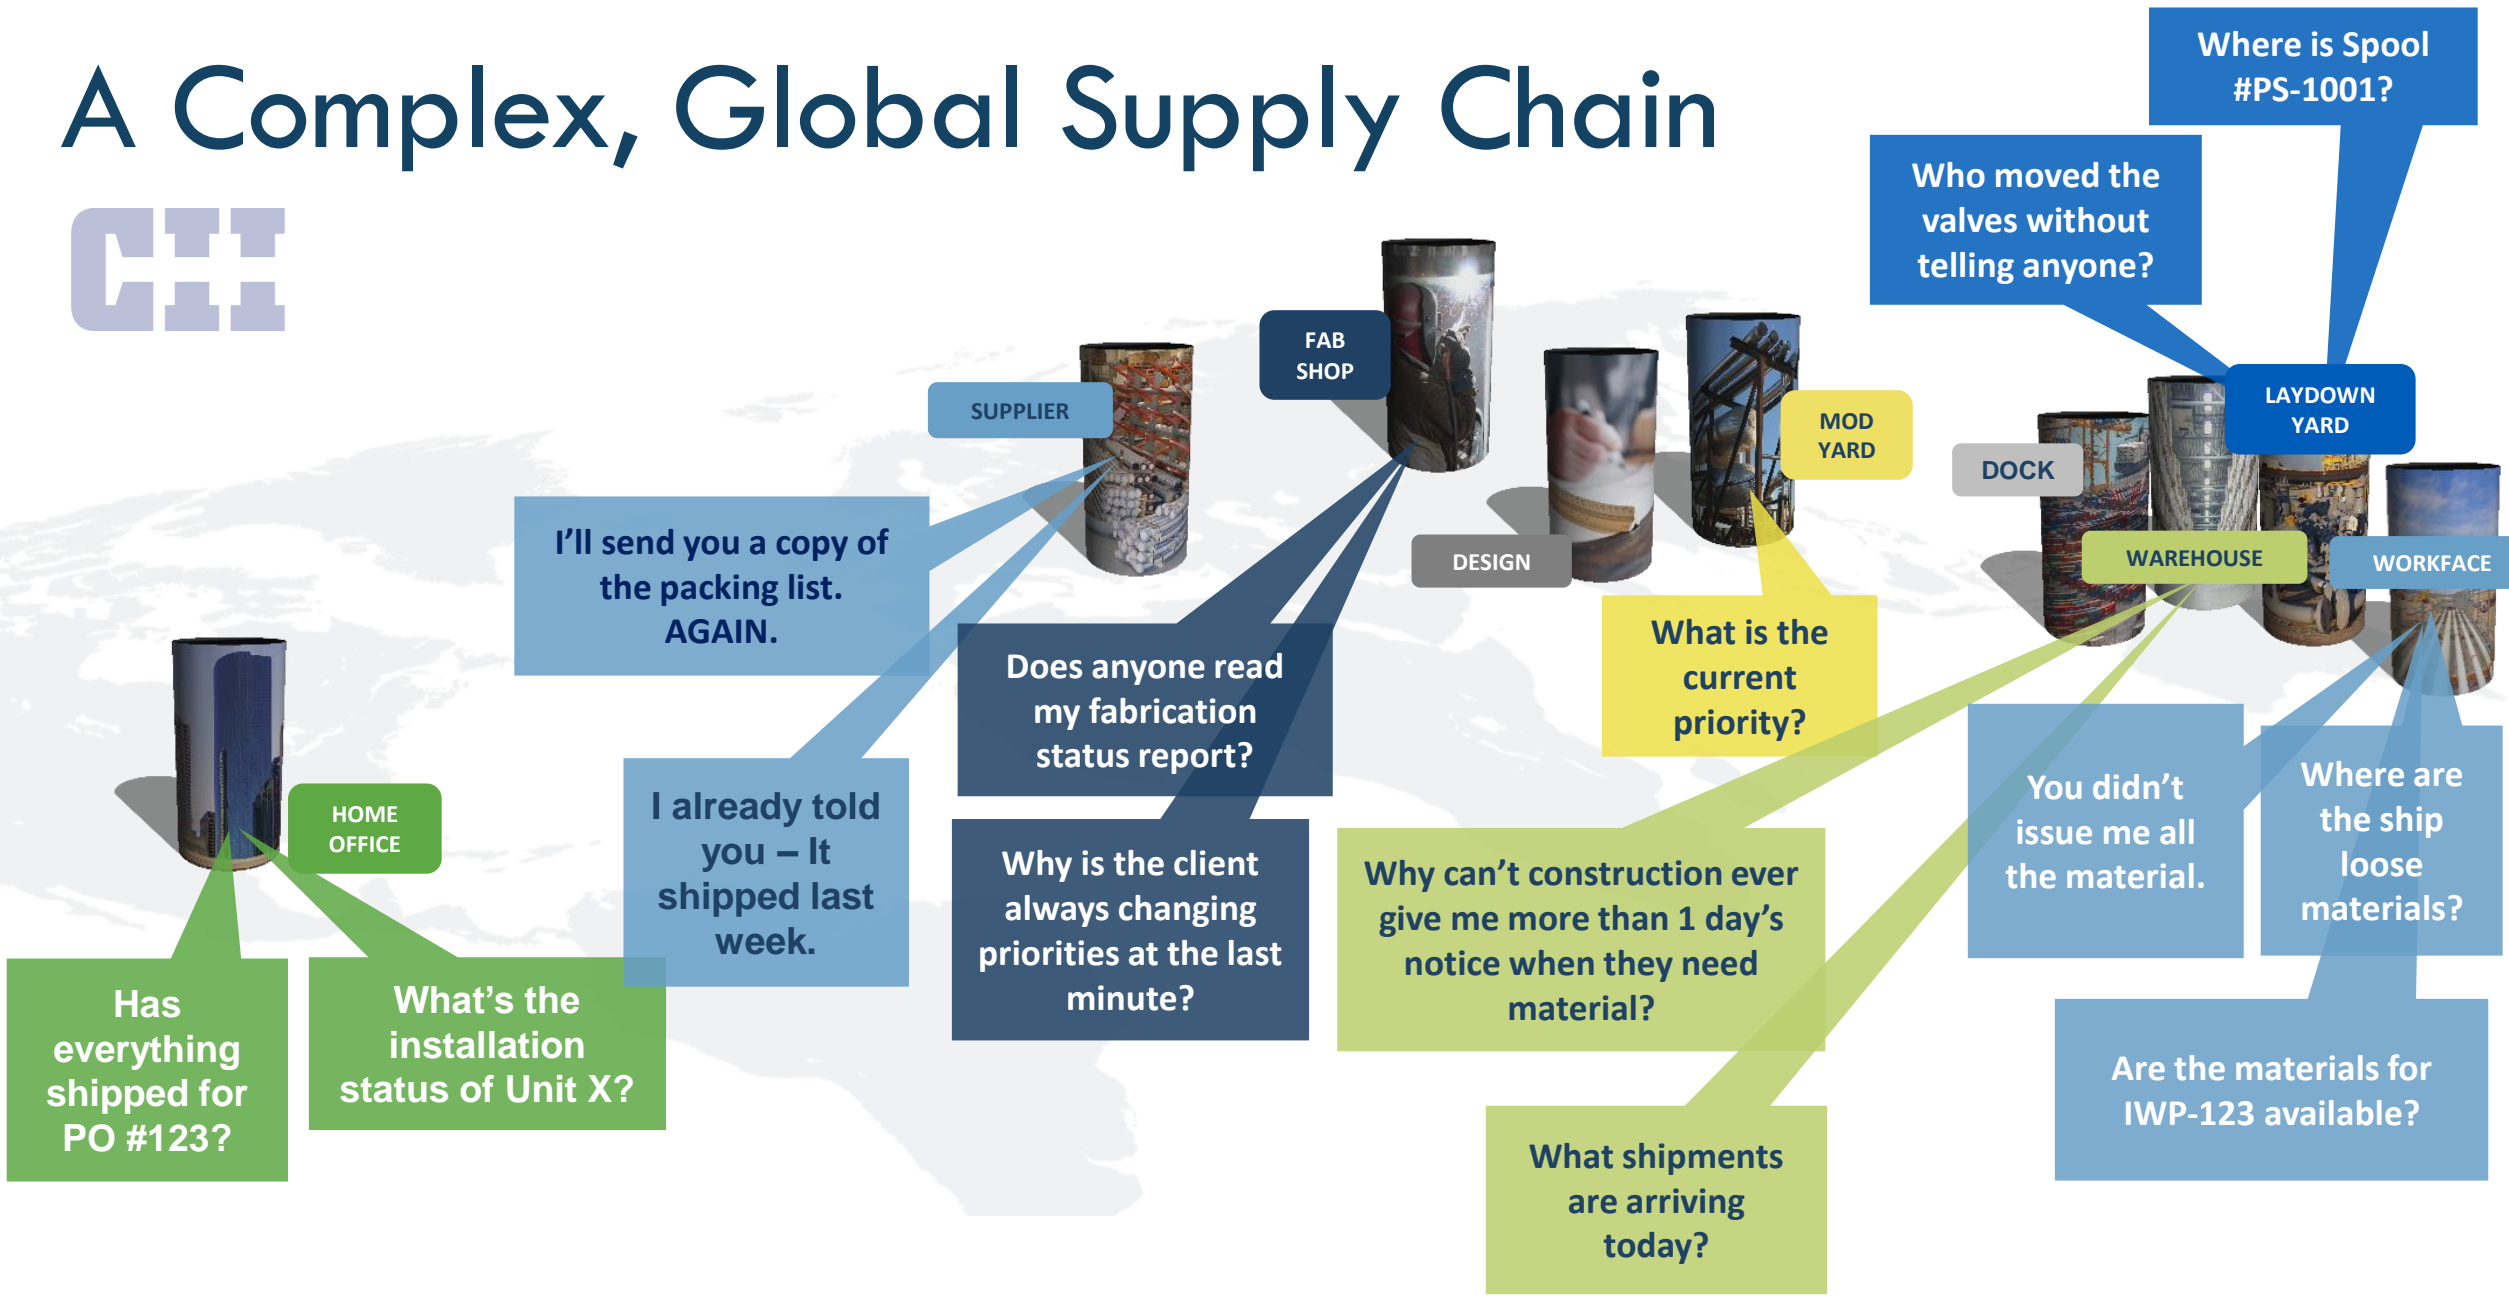 A Complex, Global Supply Chain
CII
Where is Spool
#PS-1001?
Who moved the
valves without
telling anyone?
FAB
SHOP
SUPPLIER
MOD
YARD
LAYDOWN
YARD
DOCK
DESIGN
WAREHOUSE
WORKFACE
I'll send you a copy of
the packing list.
AGAIN.
Does anyone read
my fabrication
status report?
What is the
current
priority?
HOME
OFFICE
I already told
you – It
shipped last
week.
Why is the client
always changing
priorities at the last
minute?
Why can't construction ever
give me more than 1 day's
notice when they need
material?
You didn't
issue me all
the material.
Where are
the ship
loose
materials?
Has
everything
shipped for
PO #123?
What's the
installation
status of Unit X?
Are the materials for
IWP-123 available?
What shipments
are arriving
today?